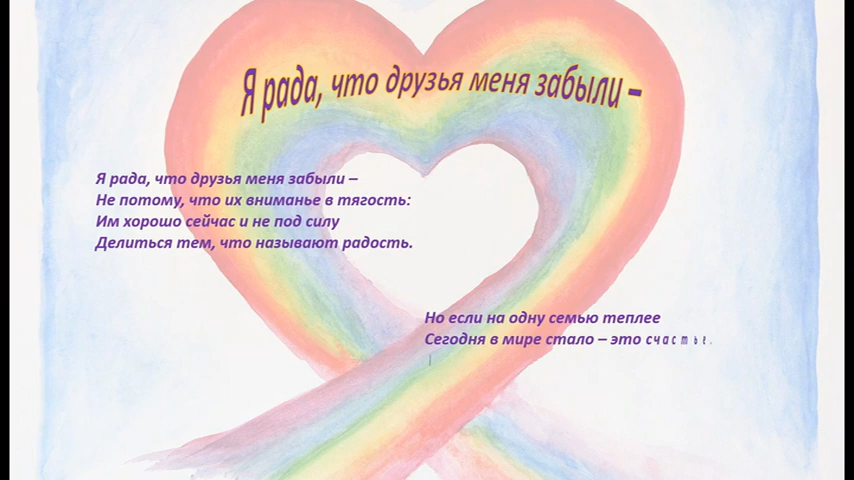 Я рада, что друзья меня забыли –
Я рада, что друзья меня забыли –
Не потому, что их вниманье в тягость:
Им хорошо сейчас и не под силу
Делиться тем, что называют радость.
Но если на одну семью теплее
Сегодня в мире стало – это счастье.